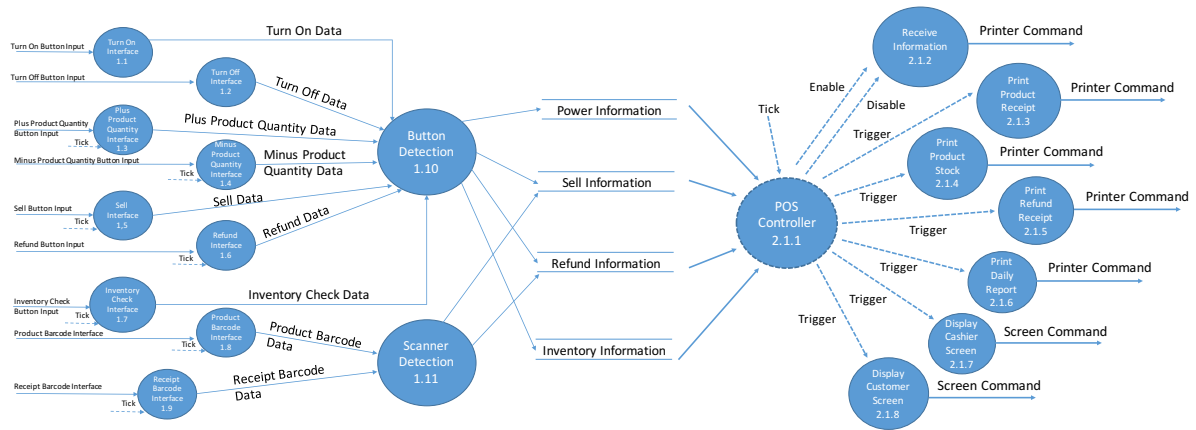 Turn On Button Input
Turn On
Interface
1.1
Turn On Data
Turn Off Button Input
Turn Off
Interface
1.2
Turn Off Data
Plus Product Quantity
Button Input
Tick
Plus
Product
Quantity
Interface
1.3
Plus Product Quantity Data
Minus Product Quantity Button Input
Tick
Minus
Product
Quantity
Interface
1.4
Minus Product
Quantity Data
Sell Button Input
Tick
Sell
Interface
1,5
Sell Data
Refund Button Input
Tick
Refund
Interface
1.6
Refund Data
Inventory Check
Button Input
Tick
Inventory
Check
Interface
1.7
Inventory Check Data
Product Barcode Interface
Tick
Product
Barcode
Interface
1.8
Product Barcode
Data
Receipt Barcode Interface
Tick
Receipt
Barcode
Interface
1.9
Receipt Barcode
Data
Button
Detection
1.10
Scanner
Detection
1.11
Power Information
Sell Information
Refund Information
Inventory Information
Tick
POS
Controller
2.1.1
Enable
Disable
Receive
Information
2.1.2
Printer Command
Trigger
Print
Product
Receipt
2.1.3
Printer Command
Trigger
Print
Product
Stock
2.1.4
Printer Command
Trigger
Print
Refund
Receipt
2.1.5
Printer Command
Trigger
Print
Daily
Report
2.1.6
Printer Command
Trigger
Display
Cashier
Screen
2.1.7
Screen Command
Trigger
Display
Customer
Screen
2.1.8
Screen Command